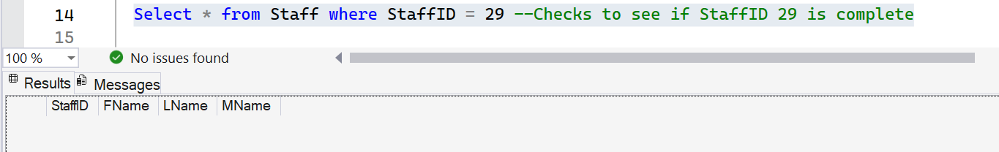 14 Select * from Staff where StaffID = 29 --Checks to see if StaffID 29 is complete
15
100 % No issues found
Results Messages
StaffID FName LName MName